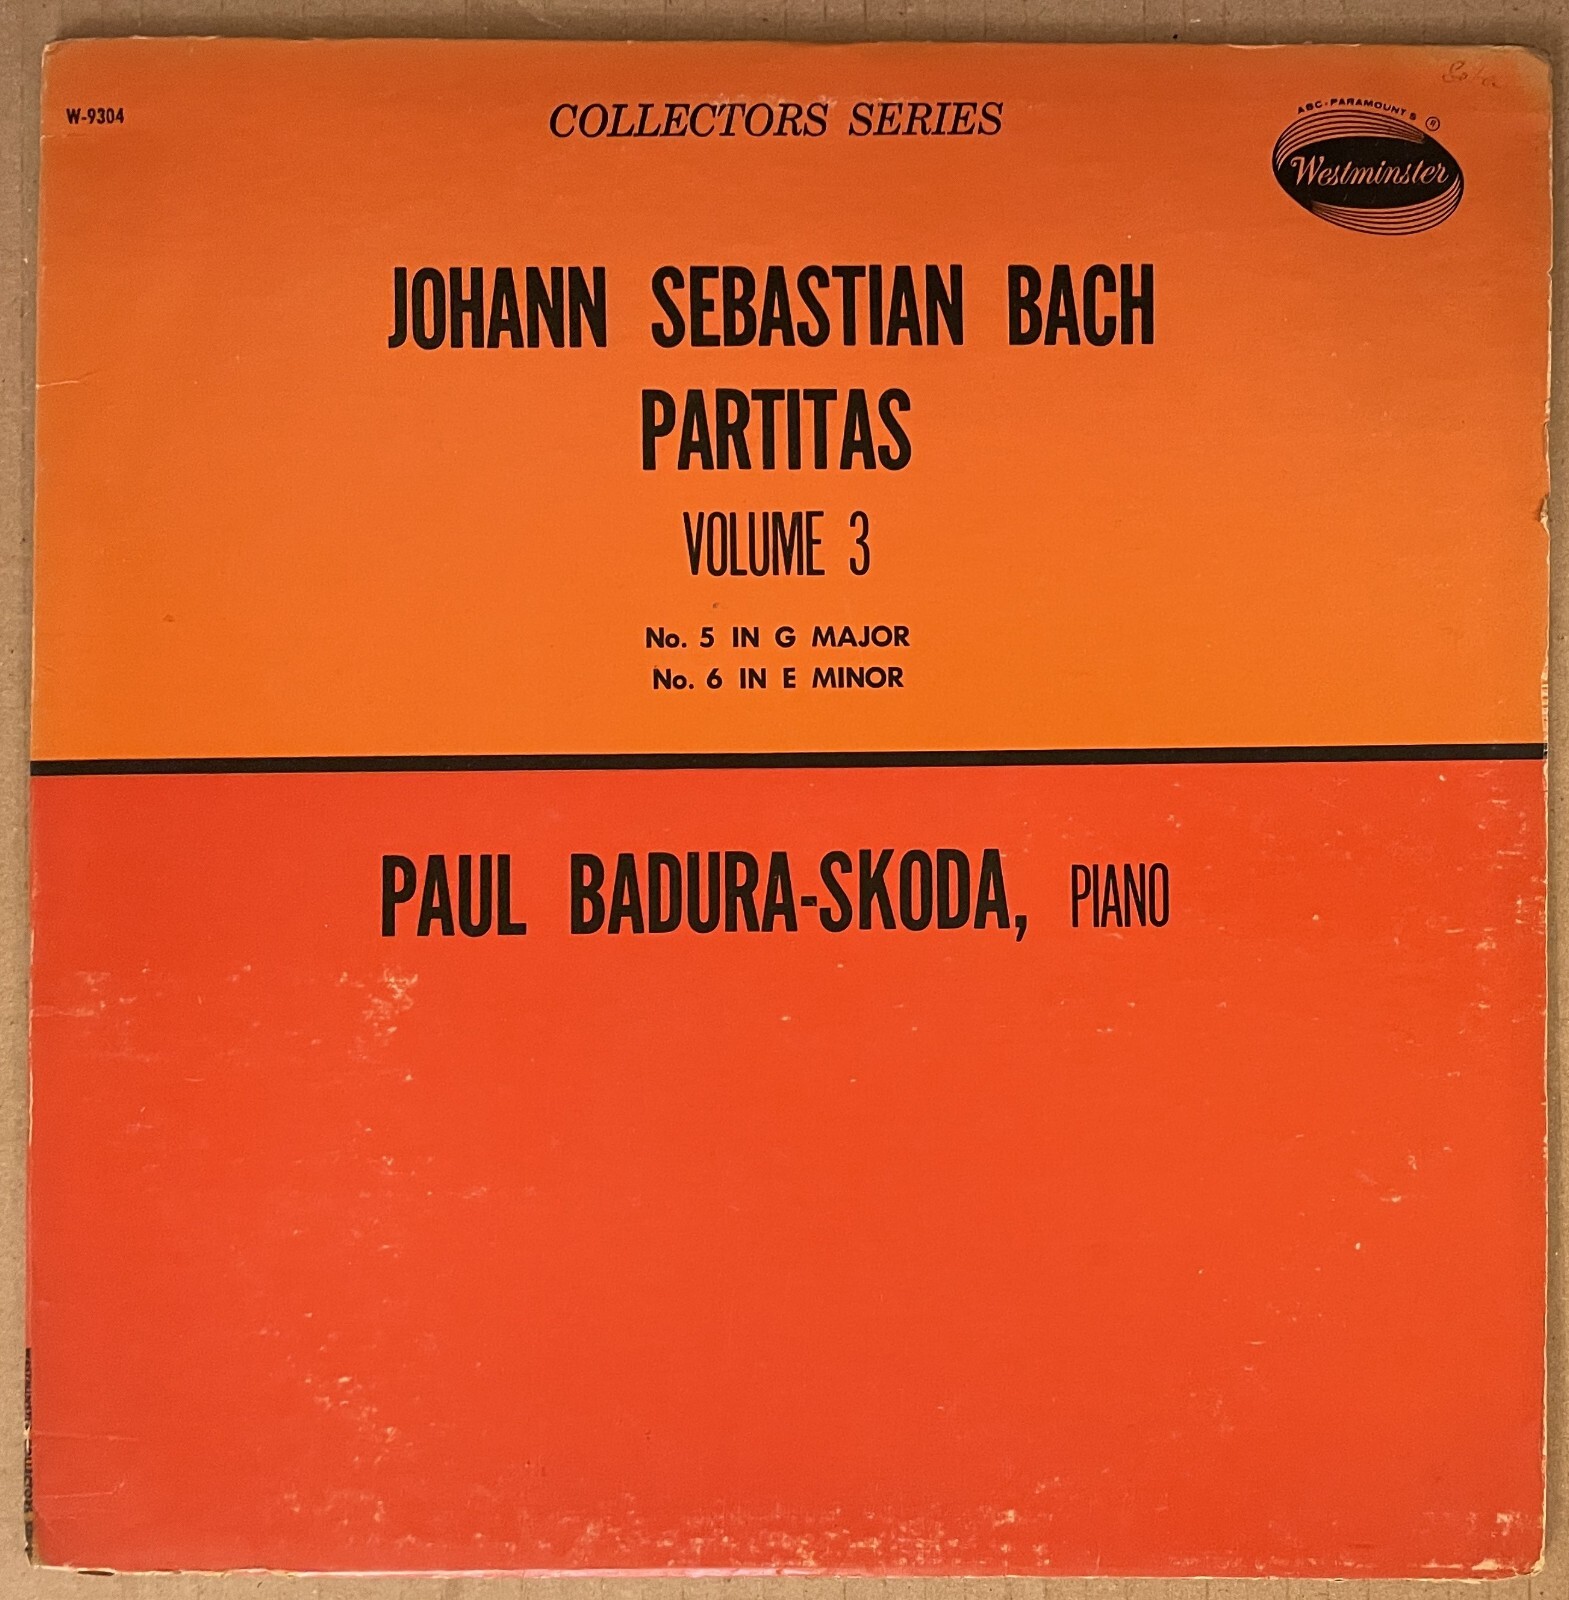 W-9304
COLLECTORS SERIES
ABC-PARAMOUNT'S
Westminster ®
JOHANN SEBASTIAN BACH
PARTITAS
VOLUME 3
No. 5 IN G MAJOR
No. 6 IN E MINOR
PAUL BADURA-SKODA, PIANO